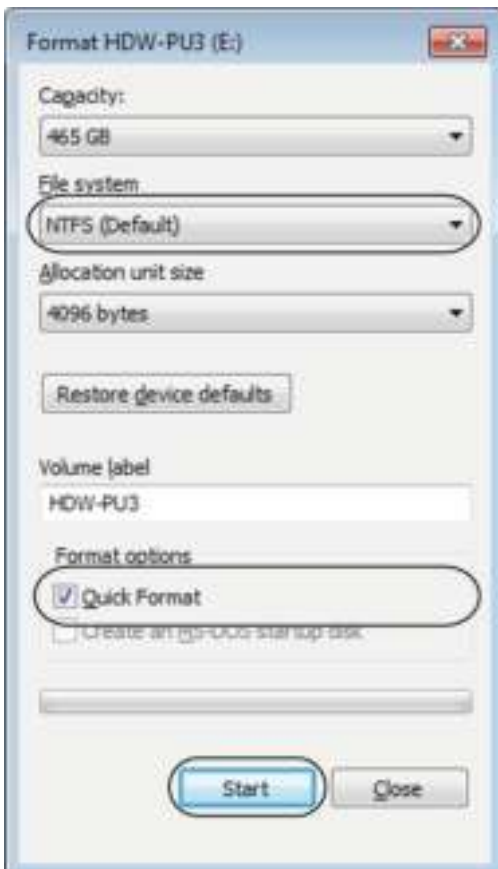 Format HDW-PU3 (E:)
Capacity:
465 GB
File system
NTFS (Default)
Allocation unit size
4096 bytes
Restore device defaults
Volume label
HDW-PU3
Format options
Quick Format
Create an MS-DOS startup disk
Start
Close